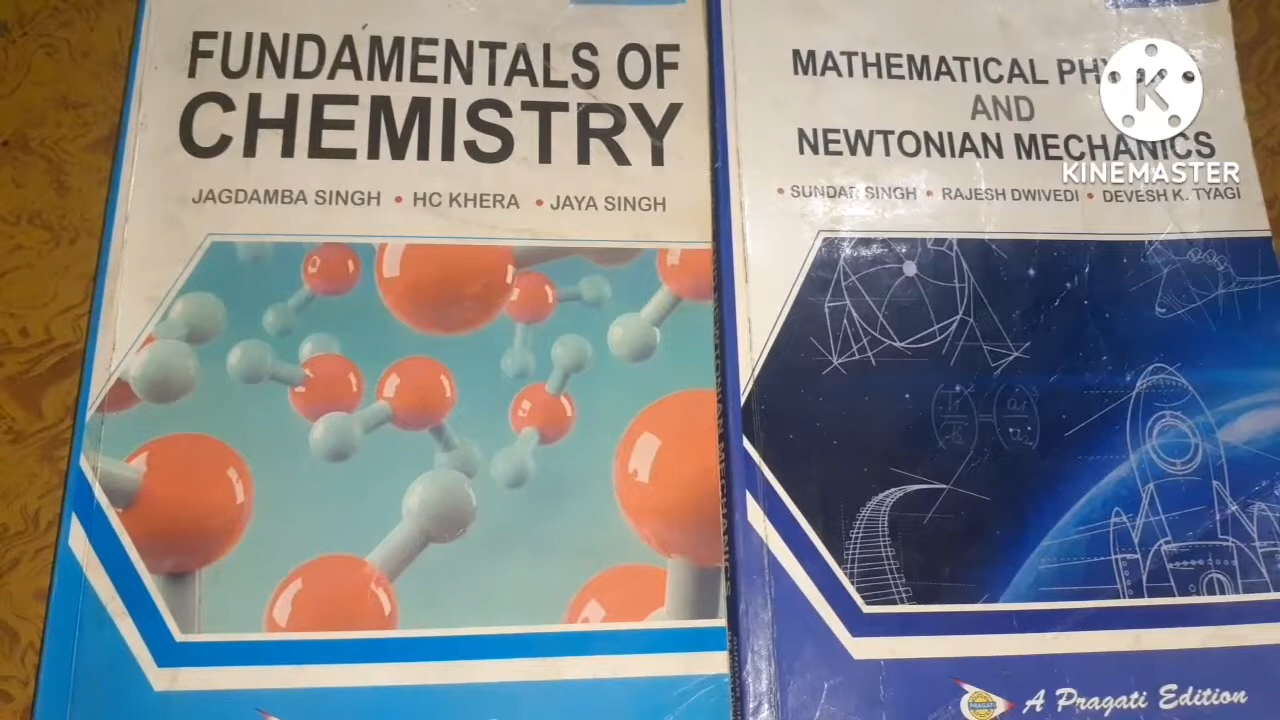 FUNDAMENTALS OF
CHEMISTRY
JAGDAMBA SINGH • HC KHERA • JAYA SINGH
MATHEMATICAL
AND
NEWTONIAN MECHANICS
• SUNDAR SINGH • RAJESH DWIVEDI • DEVESH K. TYAGI
K
KINEMASTER
PRAGATI
A Pragati Edition